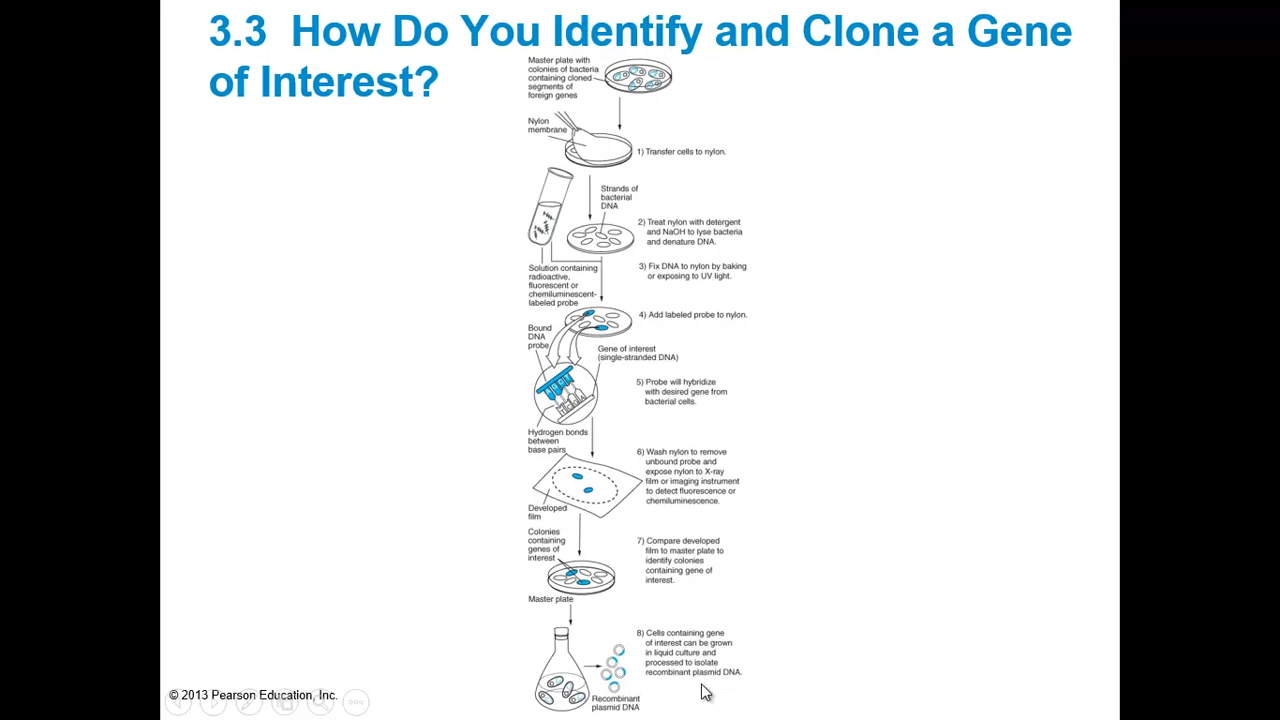 3.3 How Do You Identify and Clone a Gene
of Interest?
Master plate with
colonies of bacteria
containing cloned
segments of
foreign genes
Nylon
membrane
1) Transfer cells to nylon.
Strands of
bacterial
DNA
2) Treat nylon with detergent
and NaOH to lyse bacteria
and denature DNA.
Solution containing
radioactive,
fluorescent or
chemiluminescent-
labeled probe
3) Fix DNA to nylon by baking
or exposing to UV light.
4) Add labeled probe to nylon.
Bound
DNA
probe
Gene of interest
(single-stranded DNA)
5) Probe will hybridize
with desired gene from
bacterial cells.
Hydrogen bonds
between
base pairs
6) Wash nylon to remove
unbound probe and
expose nylon to X-ray
film or imaging instrument
to detect fluorescence or
chemiluminescence.
Developed
film
Colonies
containing
genes of
interest
7) Compare developed
film to master plate to
identify colonies
containing gene of
interest.
Master plate
8) Cells containing gene
of interest can be grown
in liquid culture and
processed to isolate
recombinant plasmid DNA.
Recombinant
plasmid DNA
© 2013 Pearson Education, Inc.